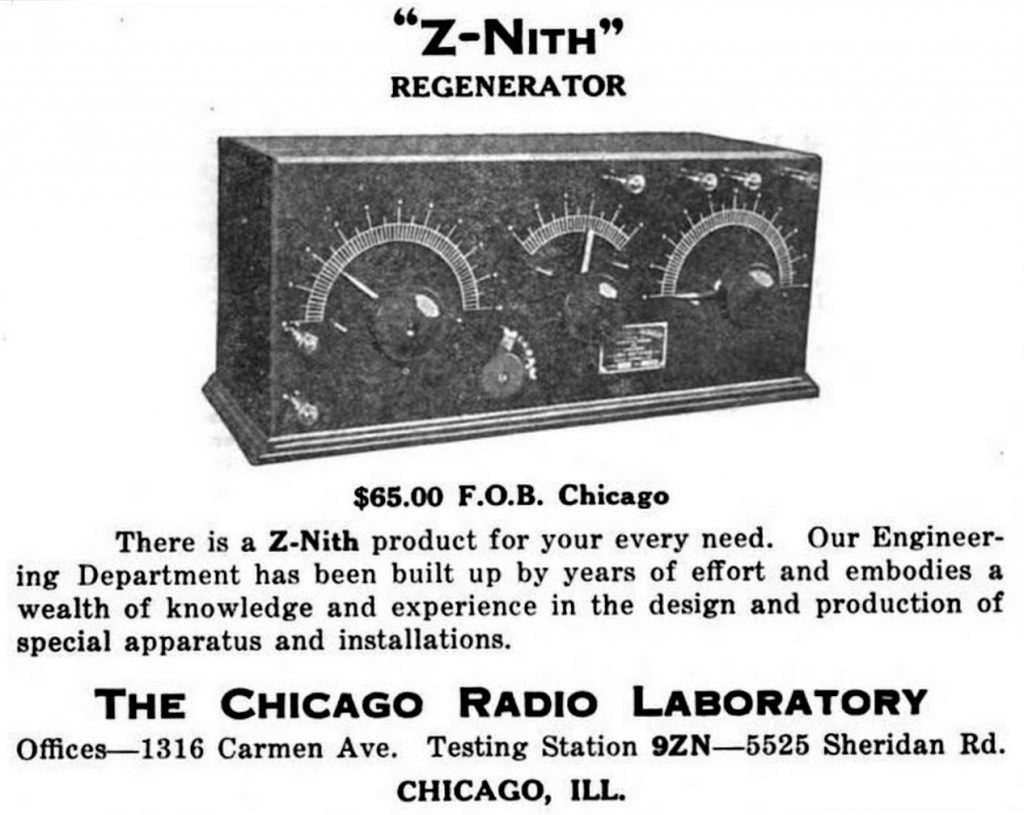 “Z-Nith”
REGENERATOR
$65.00 F.O.B. Chicago
There is a Z-Nith product for your every need. Our Engineer-
ing Department has been built up by years of effort and embodies a
wealth of knowledge and experience in the design and production of
special apparatus and installations.
The Chicago Radio Laboratory
Offices—1316 Carmen Ave. Testing Station 9ZN—5525 Sheridan Rd.
CHICAGO, ILL.